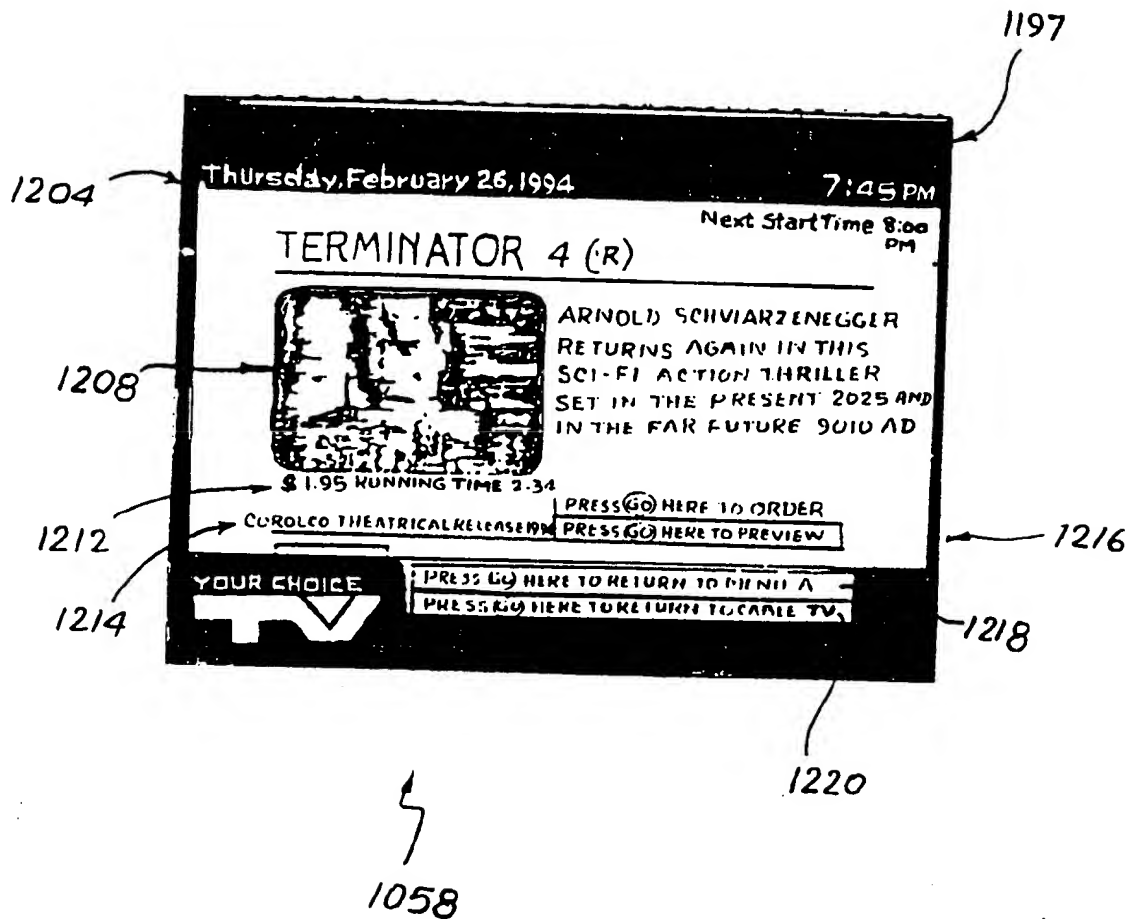 1197
Thursday, February 26, 1994 7:45 PM
1204
Next Start Time 8:00 PM
TERMINATOR 4 (R)
ARNOLD SCHVIARZENEGGER
RETURNS AGAIN IN THIS
SCI-FI ACTION THRILLER
SET IN THE PRESENT 2025 AND
IN THE FAR FUTURE 9010 AD
1208
$1.95 RUNNING TIME 2.34
1212
PRESS GO HERE TO ORDER
COROLCO THEATRICAL RELEASE
PRESS GO HERE TO PREVIEW
1216
1214
YOUR CHOICE
TV
PRESS GO HERE TO RETURN TO MENU A
PRESS GO HERE TO RETURN TO CABLE TV
1218
1220
1058